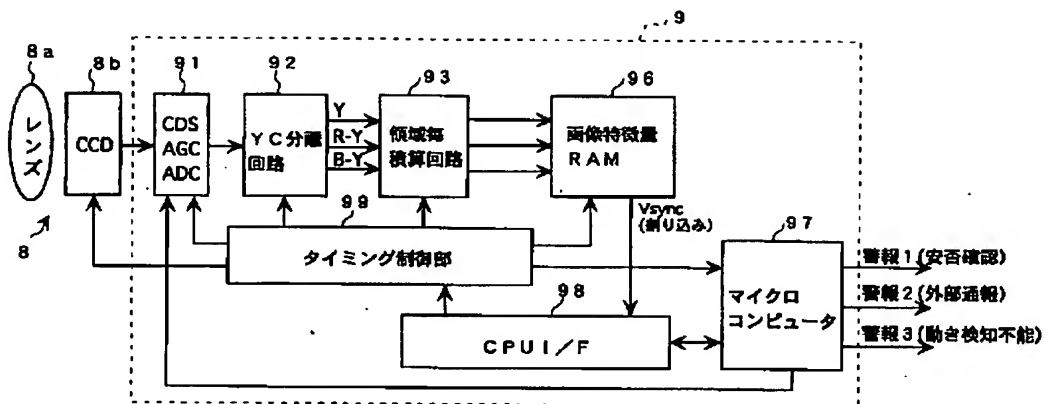 9
8a
8b
91
92
93
96
レンズ
CCD
CDS
AGC
ADC
YC分離
回路
Y
R-Y
B-Y
領域毎
積算回路
画像特徴量
RAM
8
99
タイミング制御部
Vsync
(割り込み)
97
マイクロ
コンピュータ
警報1(安否確認)
警報2(外部通報)
警報3(動き検知不能)
98
CPUI/F